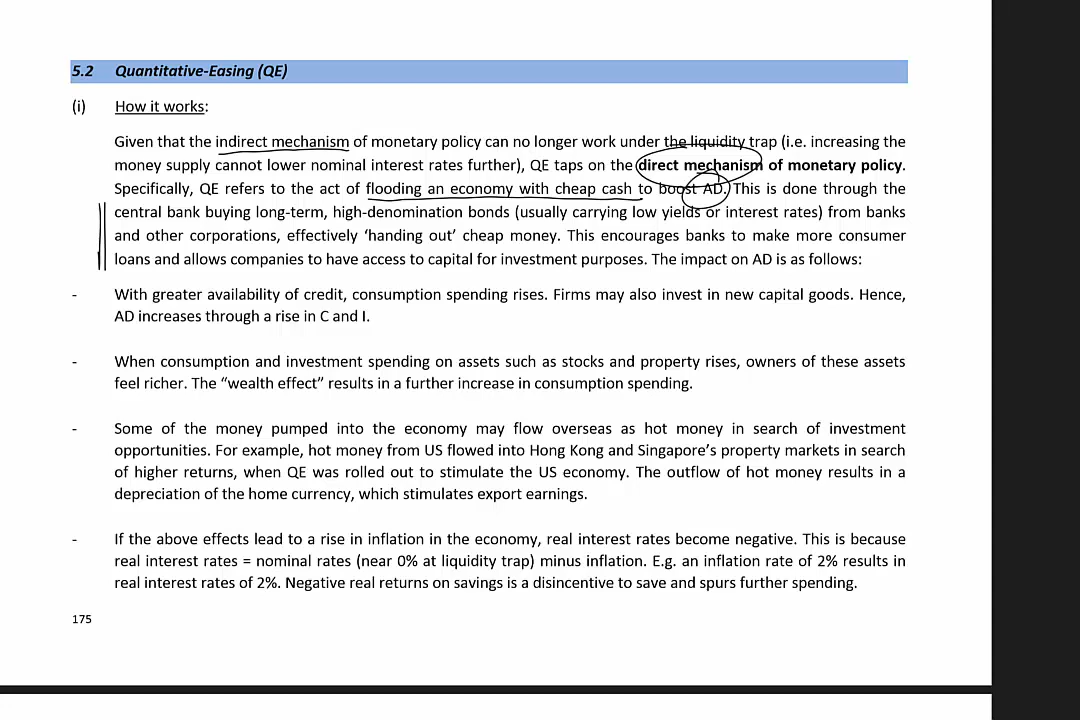 5.2 Quantitative-Easing (QE)
(i) How it works:
Given that the indirect mechanism of monetary policy can no longer work under the liquidity trap (i.e. increasing the
money supply cannot lower nominal interest rates further), QE taps on the direct mechanism of monetary policy.
Specifically, QE refers to the act of flooding an economy with cheap cash to boost AD. This is done through the
central bank buying long-term, high-denomination bonds (usually carrying low yields or interest rates) from banks
and other corporations, effectively ‘handing out’ cheap money. This encourages banks to make more consumer
loans and allows companies to have access to capital for investment purposes. The impact on AD is as follows:
- With greater availability of credit, consumption spending rises. Firms may also invest in new capital goods. Hence,
AD increases through a rise in C and I.
- When consumption and investment spending on assets such as stocks and property rises, owners of these assets
feel richer. The “wealth effect” results in a further increase in consumption spending.
- Some of the money pumped into the economy may flow overseas as hot money in search of investment
opportunities. For example, hot money from US flowed into Hong Kong and Singapore’s property markets in search
of higher returns, when QE was rolled out to stimulate the US economy. The outflow of hot money results in a
depreciation of the home currency, which stimulates export earnings.
- If the above effects lead to a rise in inflation in the economy, real interest rates become negative. This is because
real interest rates = nominal rates (near 0% at liquidity trap) minus inflation. E.g. an inflation rate of 2% results in
real interest rates of 2%. Negative real returns on savings is a disincentive to save and spurs further spending.
175